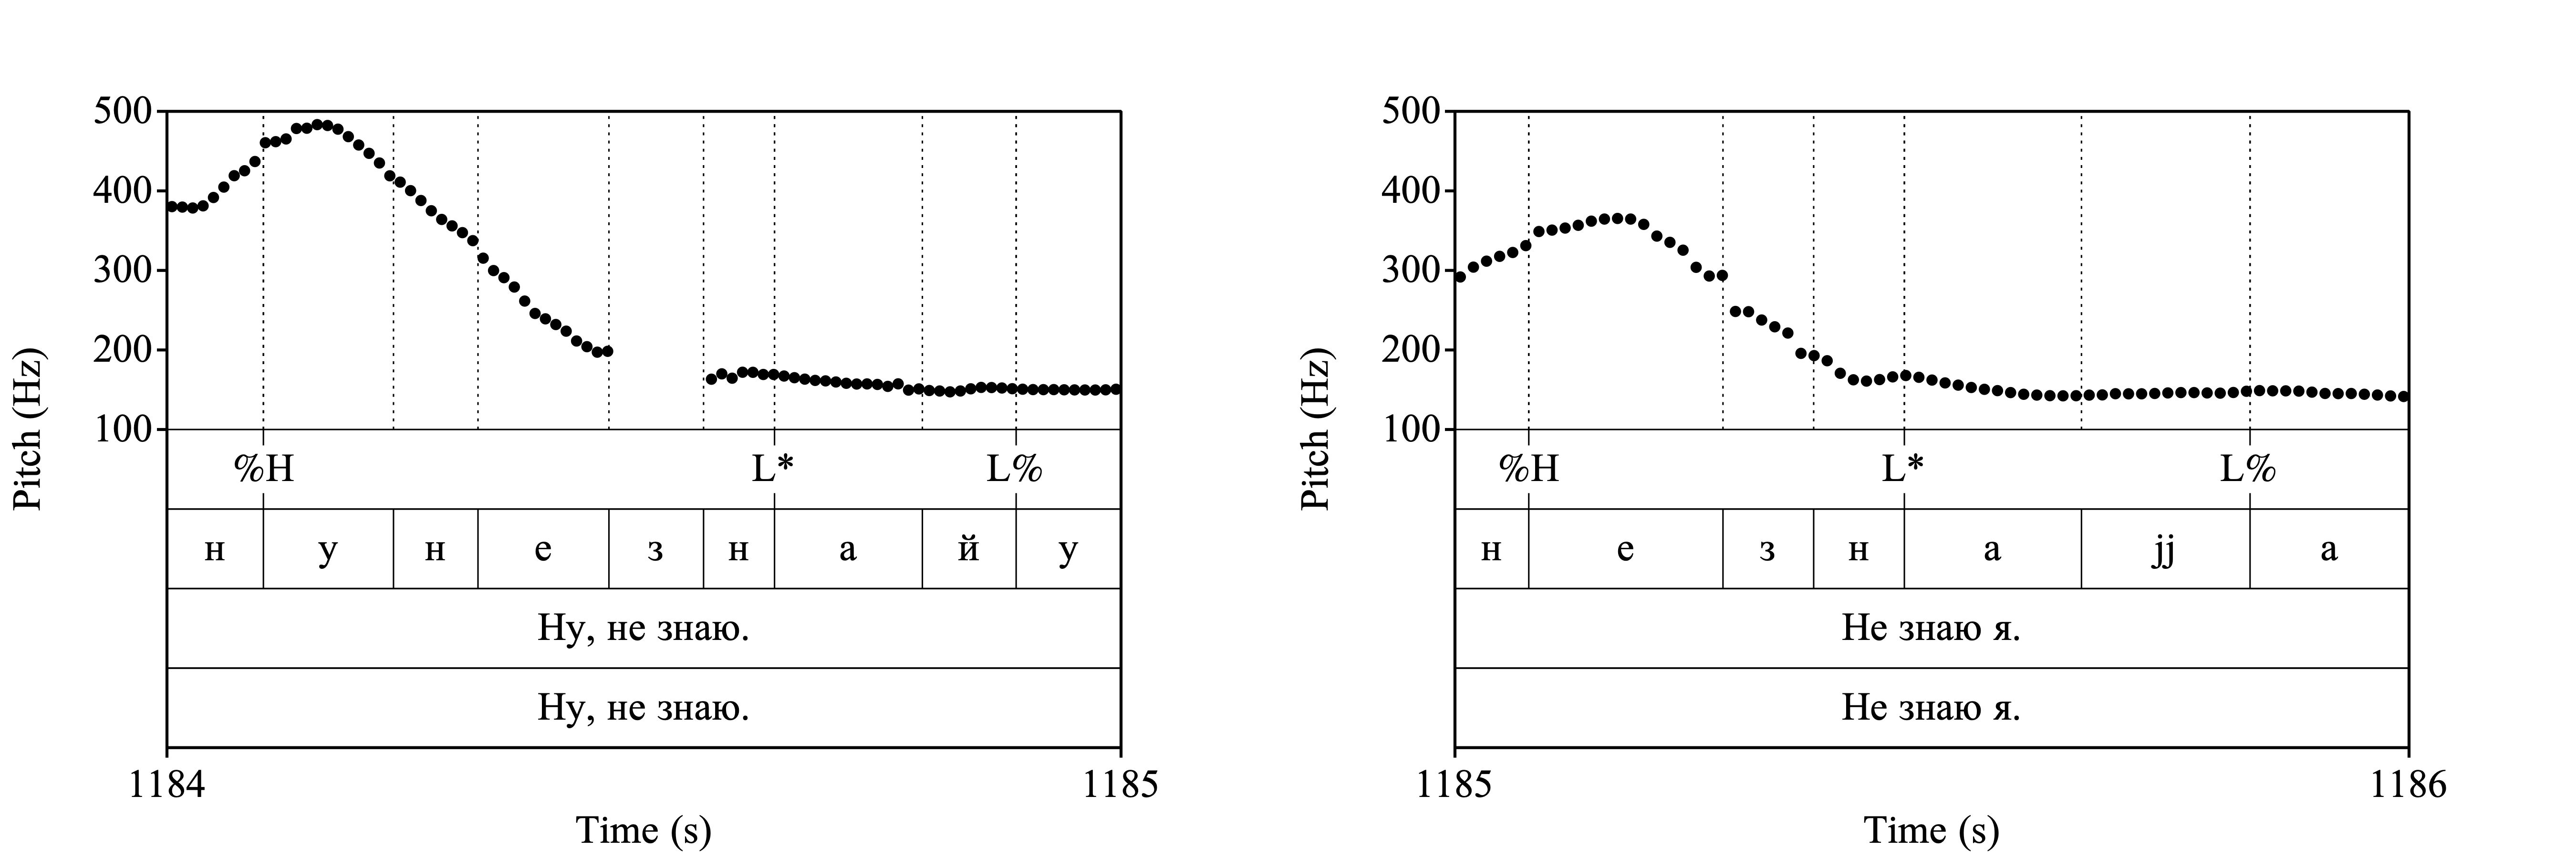 500
400
300
200
100
Pitch (Hz)
%H L* L%
н у н е з н а й у
Ну, не знаю.
Ну, не знаю.
1184 1185
Time (s)
500
400
300
200
100
Pitch (Hz)
%H L* L%
н е з н а jj а
Не знаю я.
Не знаю я.
1185 1186
Time (s)